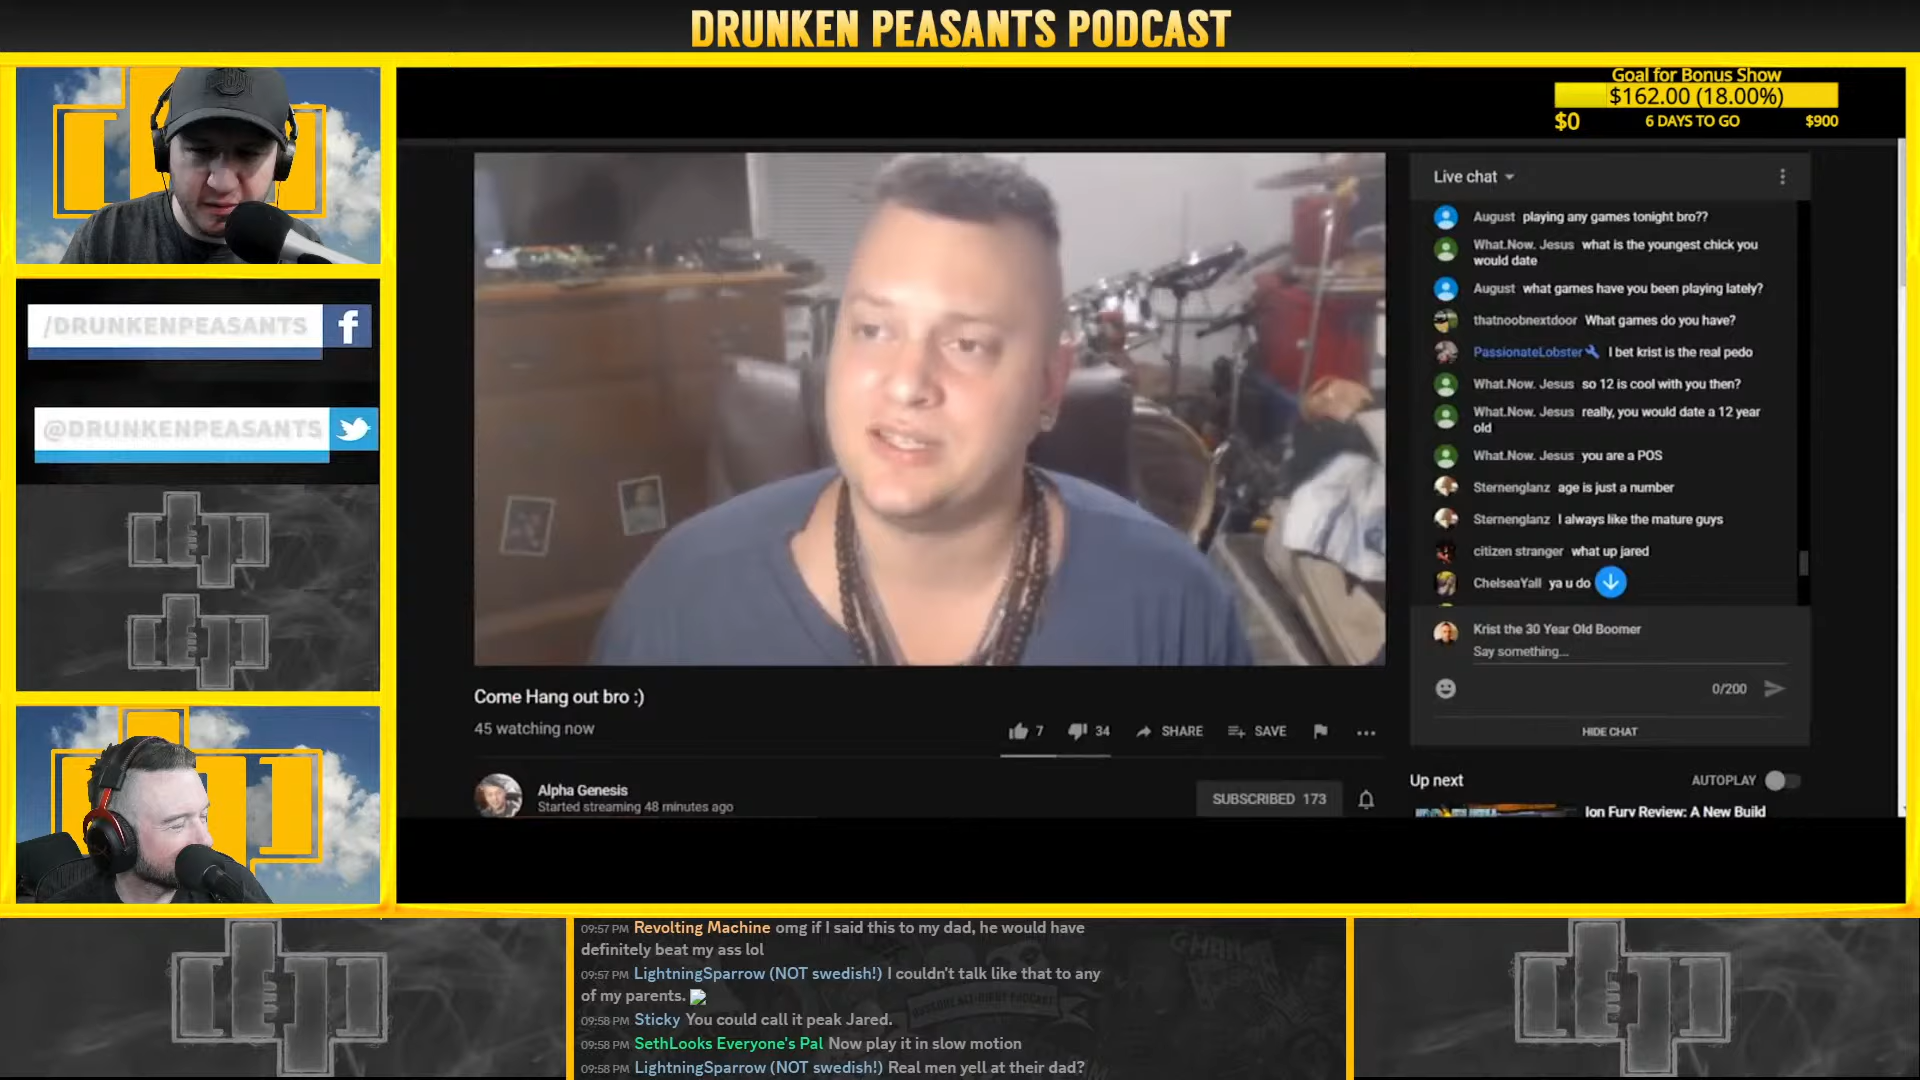 DRUNKEN PEASANTS PODCAST
Goal for Bonus Show
$162.00 (18.00%)
$0 6 DAYS TO GO $900
/DRUNKENPEASANTS
@DRUNKENPEASANTS
Live chat
August playing any games tonight bro??
What.Now. Jesus what is the youngest chick you
would date
August what games have you been playing lately?
thatnoobnextdoor What games do you have?
PassionateLobster I bet krist is the real pedo
What.Now. Jesus so 12 is cool with you then?
What.Now. Jesus really, you would date a 12 year
old
What.Now. Jesus you are a POS
Sternenglanz age is just a number
Sternenglanz I always like the mature guys
citizen stranger what up jared
ChelseaYall ya u do
Krist the 30 Year Old Boomer
Say something...
0/200
HIDE CHAT
Come Hang out bro :)
45 watching now
7 34 SHARE SAVE
Alpha Genesis
Started streaming 48 minutes ago
SUBSCRIBED 173
Up next AUTOPLAY
Ion Fury Review: A New Build
09:57 PM Revolting Machine omg if I said this to my dad, he would have
definitely beat my ass lol
09:57 PM LightningSparrow (NOT swedish!) I couldn't talk like that to any
of my parents.
09:58 PM Sticky You could call it peak Jared.
09:58 PM SethLooks Everyone's Pal Now play it in slow motion
09:58 PM LightningSparrow (NOT swedish!) Real men yell at their dad?